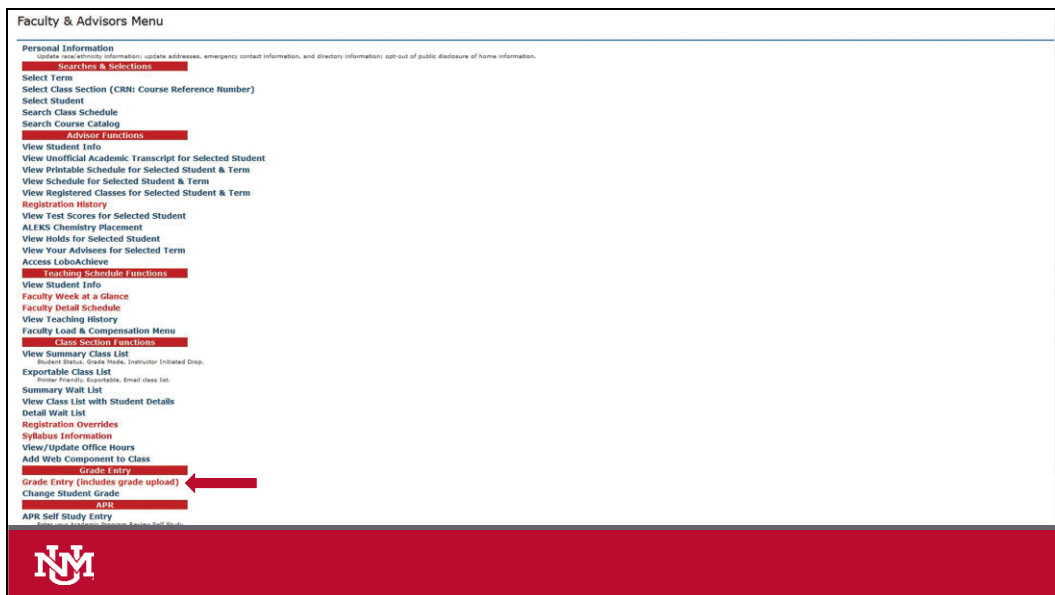 Faculty & Advisors Menu
Personal Information
Update race/ethnicity information; update addresses, emergency contact information, and directory information; opt-out of public disclosure of home information.
Searches & Selections
Select Term
Select Class Section (CRN: Course Reference Number)
Select Student
Search Class Schedule
Search Course Catalog
Advisor Functions
View Student Info
View Unofficial Academic Transcript for Selected Student
View Printable Schedule for Selected Student & Term
View Schedule for Selected Student & Term
View Registered Classes for Selected Student & Term
Registration History
View Test Scores for Selected Student
ALEKS Chemistry Placement
View Holds for Selected Student
View Your Advisees for Selected Term
Access LoboAchieve
Teaching Schedule Functions
View Student Info
Faculty Week at a Glance
Faculty Detail Schedule
View Teaching History
Faculty Load & Compensation Menu
Class Section Functions
View Summary Class List
Student Status, Grade Mode, Instructor Initiated Drop.
Exportable Class List
Printer Friendly, Exportable, Email class list.
Summary Wait List
View Class List with Student Details
Detail Wait List
Registration Overrides
Syllabus Information
View/Update Office Hours
Add Web Component to Class
Grade Entry
Grade Entry (includes grade upload)
Change Student Grade
APR
APR Self Study Entry
Enter your Academic Program Review Self Study
UNM